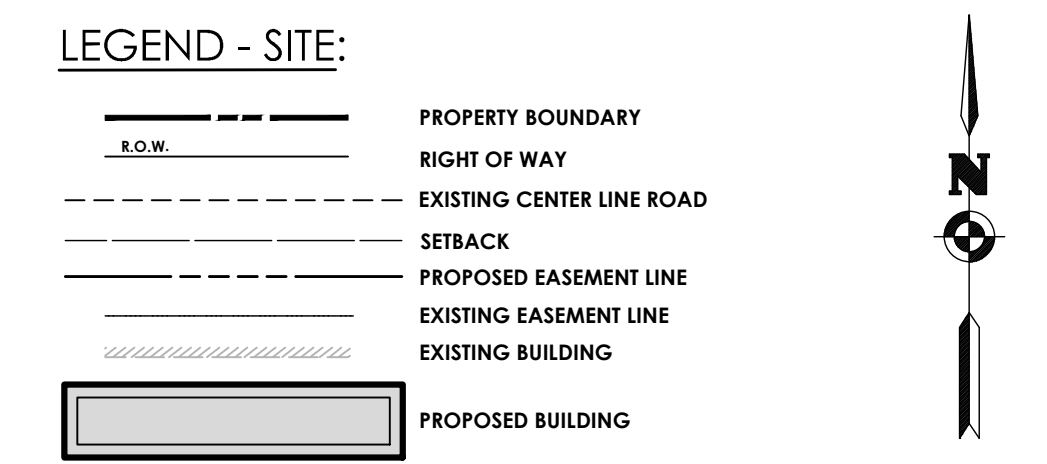 LEGEND - SITE:
PROPERTY BOUNDARY
R.O.W.
RIGHT OF WAY
EXISTING CENTER LINE ROAD
SETBACK
PROPOSED EASEMENT LINE
EXISTING EASEMENT LINE
EXISTING BUILDING
PROPOSED BUILDING
N